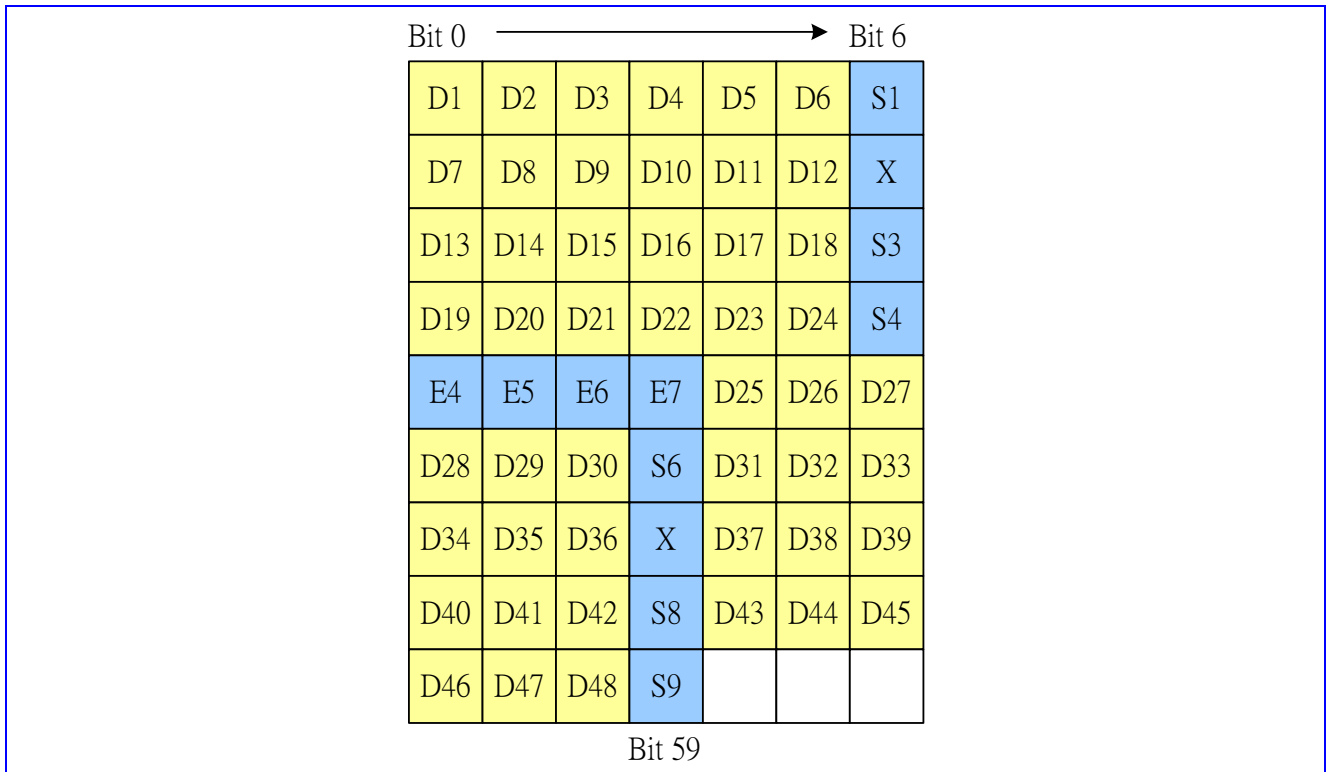 Bit 0 Bit 6
D1 D2 D3 D4 D5 D6 S1
D7 D8 D9 D10 D11 D12 X
D13 D14 D15 D16 D17 D18 S3
D19 D20 D21 D22 D23 D24 S4
E4 E5 E6 E7 D25 D26 D27
D28 D29 D30 S6 D31 D32 D33
D34 D35 D36 X D37 D38 D39
D40 D41 D42 S8 D43 D44 D45
D46 D47 D48 S9
Bit 59